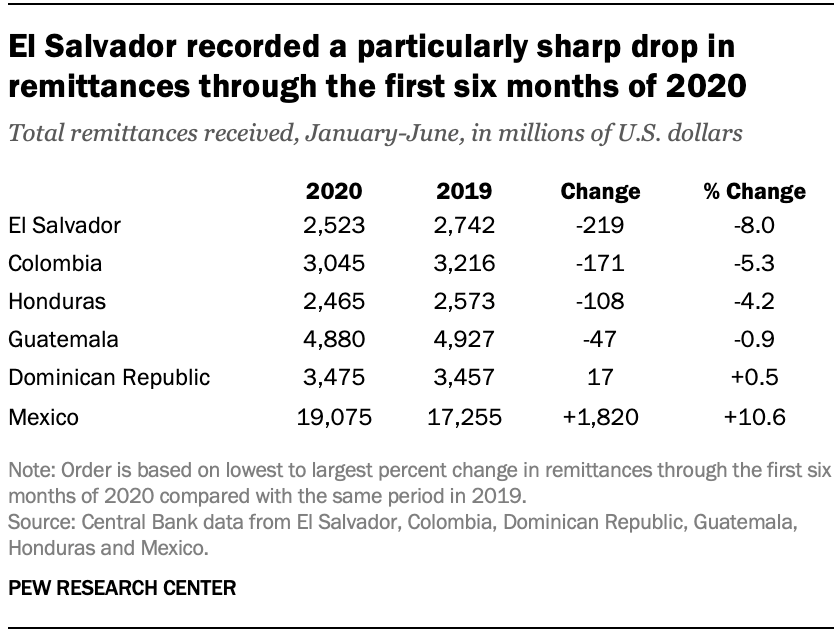 El Salvador recorded a particularly sharp drop in
remittances through the first six months of 2020
Total remittances received, January-June, in millions of U.S. dollars
2020 2019 Change % Change
El Salvador 2,523 2,742 -219 -8.0
Colombia 3,045 3,216 -171 -5.3
Honduras 2,465 2,573 -108 -4.2
Guatemala 4,880 4,927 -47 -0.9
Dominican Republic 3,475 3,457 17 +0.5
Mexico 19,075 17,255 +1,820 +10.6
Note: Order is based on lowest to largest percent change in remittances through the first six
months of 2020 compared with the same period in 2019.
Source: Central Bank data from El Salvador, Colombia, Dominican Republic, Guatemala,
Honduras and Mexico.
PEW RESEARCH CENTER